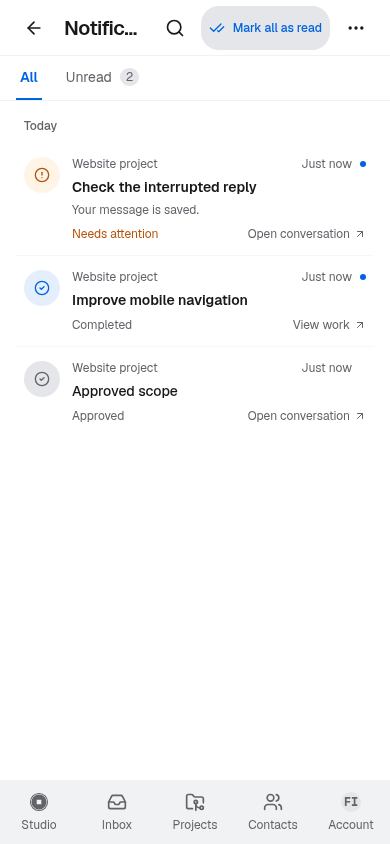 Notific...
Mark all as read
All
Unread 2
Today
Website project Just now
Check the interrupted reply
Your message is saved.
Needs attention Open conversation
Website project Just now
Improve mobile navigation
Completed View work
Website project Just now
Approved scope
Approved Open conversation
FI
Studio Inbox Projects Contacts Account